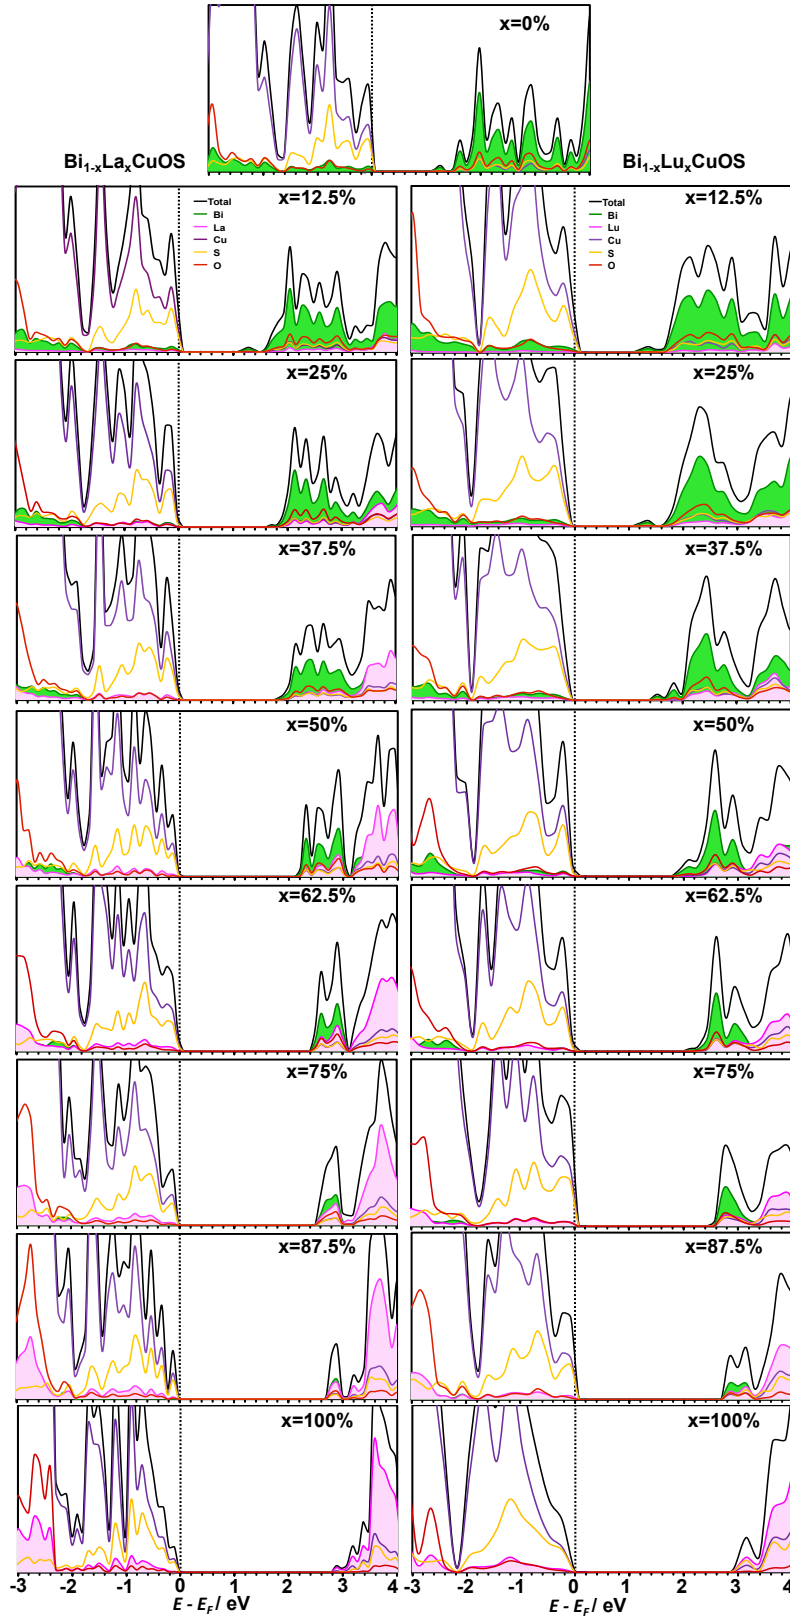 x=0%
Bi1-xLaxCuOS
Bi1-xLuxCuOS
x=12.5%
Total
Bi
La
Cu
S
O
x=12.5%
Total
Bi
Lu
Cu
S
O
x=25%
x=25%
x=37.5%
x=37.5%
x=50%
x=50%
x=62.5%
x=62.5%
x=75%
x=75%
x=87.5%
x=87.5%
x=100%
x=100%
-3 -2 -1 0 1 2 3 4
-3 -2 -1 0 1 2 3 4
E - EF / eV
E - EF / eV